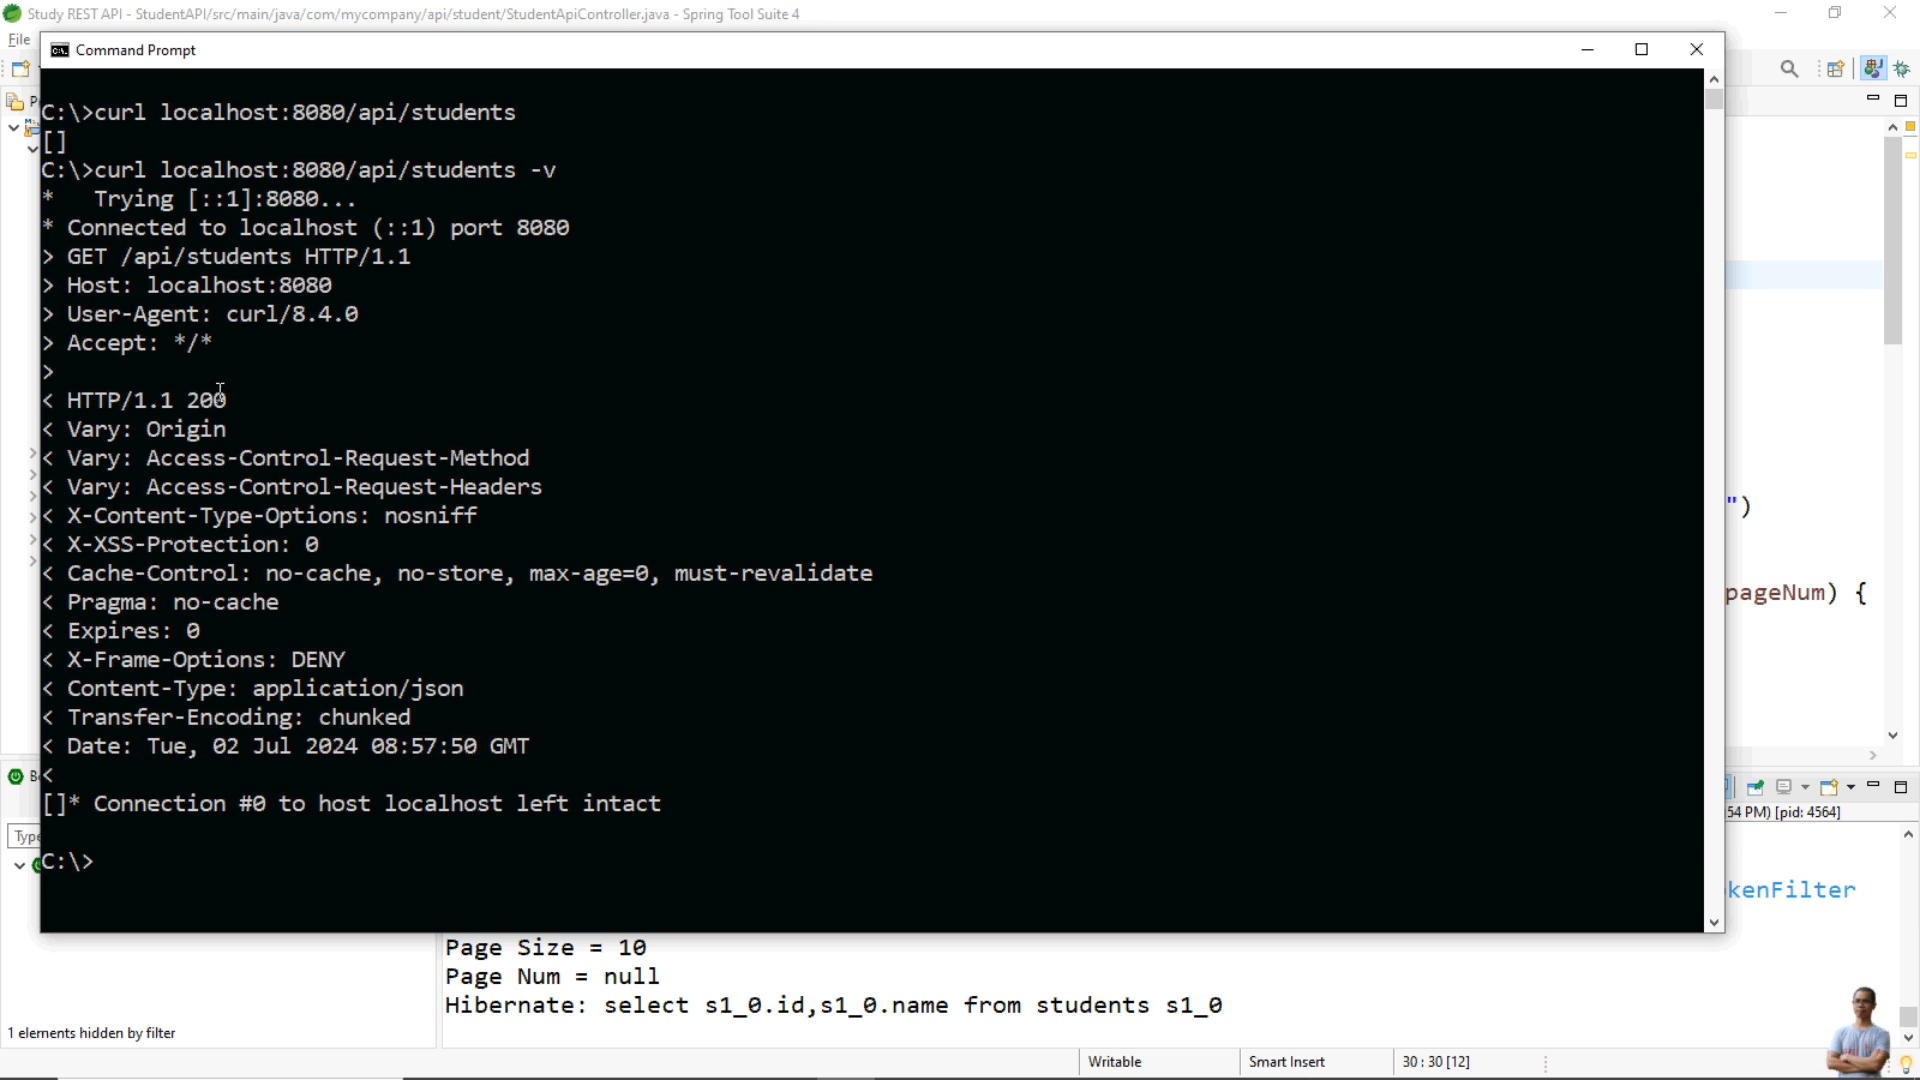 Study REST API - StudentAPI/src/main/java/com/mycompany/api/student/StudentApiController.java - Spring Tool Suite 4
File
Command Prompt
C:\>curl localhost:8080/api/students
[]
C:\>curl localhost:8080/api/students -v
*   Trying [::1]:8080...
* Connected to localhost (::1) port 8080
> GET /api/students HTTP/1.1
> Host: localhost:8080
> User-Agent: curl/8.4.0
> Accept: */*
>
< HTTP/1.1 200
< Vary: Origin
< Vary: Access-Control-Request-Method
< Vary: Access-Control-Request-Headers
< X-Content-Type-Options: nosniff
< X-XSS-Protection: 0
< Cache-Control: no-cache, no-store, max-age=0, must-revalidate
< Pragma: no-cache
< Expires: 0
< X-Frame-Options: DENY
< Content-Type: application/json
< Transfer-Encoding: chunked
< Date: Tue, 02 Jul 2024 08:57:50 GMT
<
[]* Connection #0 to host localhost left intact
C:\>
")
pageNum) {
54 PM) [pid: 4564]
Type
kenFilter
Page Size = 10
Page Num = null
Hibernate: select s1_0.id,s1_0.name from students s1_0
1 elements hidden by filter
Writable
Smart Insert
30 : 30 [12]